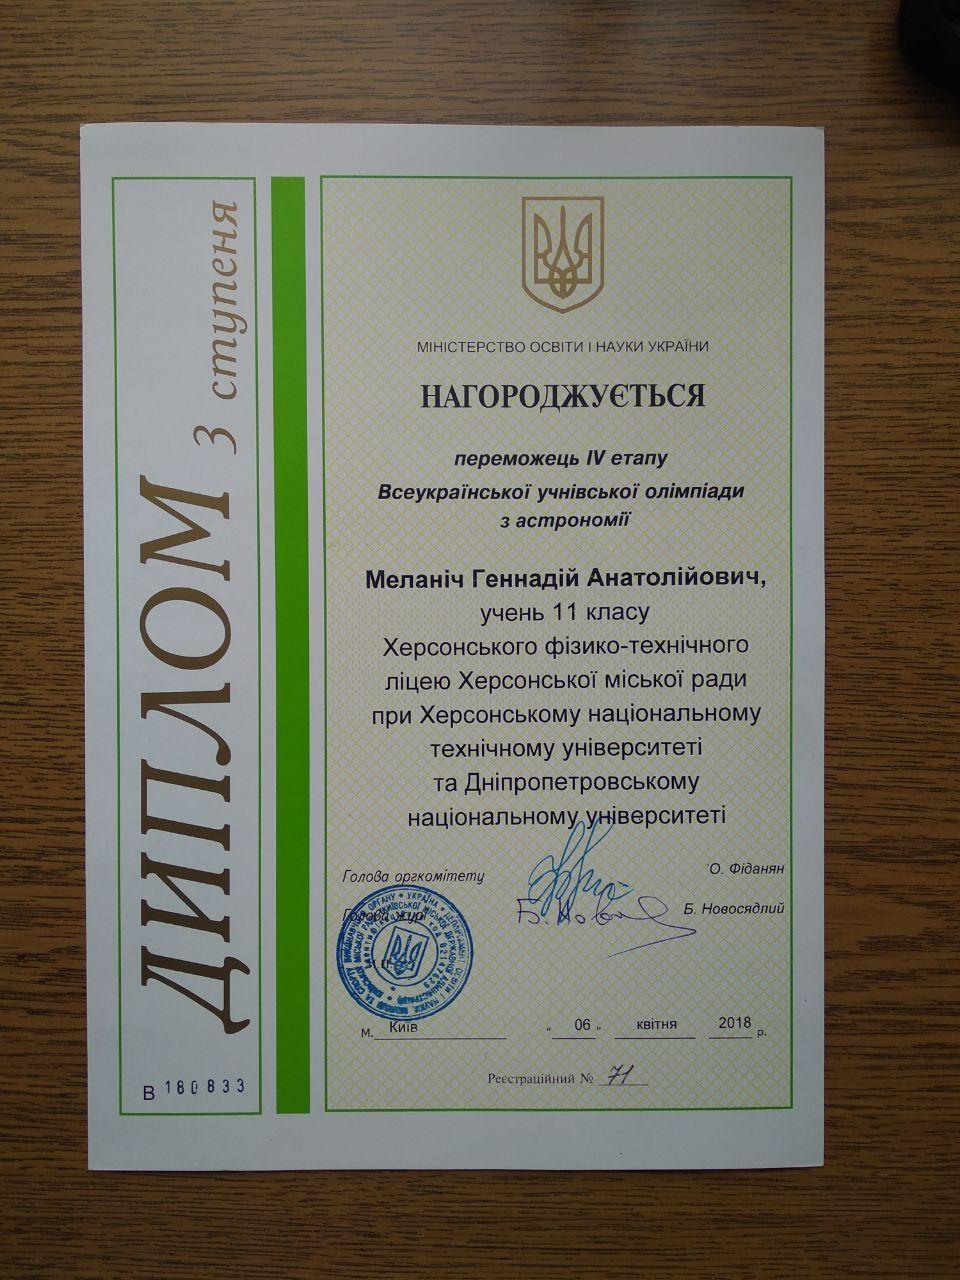 ДИПЛОМ 3 ступеня
В 180833
МІНІСТЕРСТВО ОСВІТИ І НАУКИ УКРАЇНИ
НАГОРОДЖУЄТЬСЯ
переможець IV етапу
Всеукраїнської учнівської олімпіади
з астрономії
Меланіч Геннадій Анатолійович,
учень 11 класу
Херсонського фізико-технічного
ліцею Херсонської міської ради
при Херсонському національному
технічному університеті
та Дніпропетровському
національному університеті
Голова оргкомітету О. Фіданян
Голова журі Б. Новосядлий
м. Київ „ 06 „ квітня 2018 р.
Реєстраційний № 71